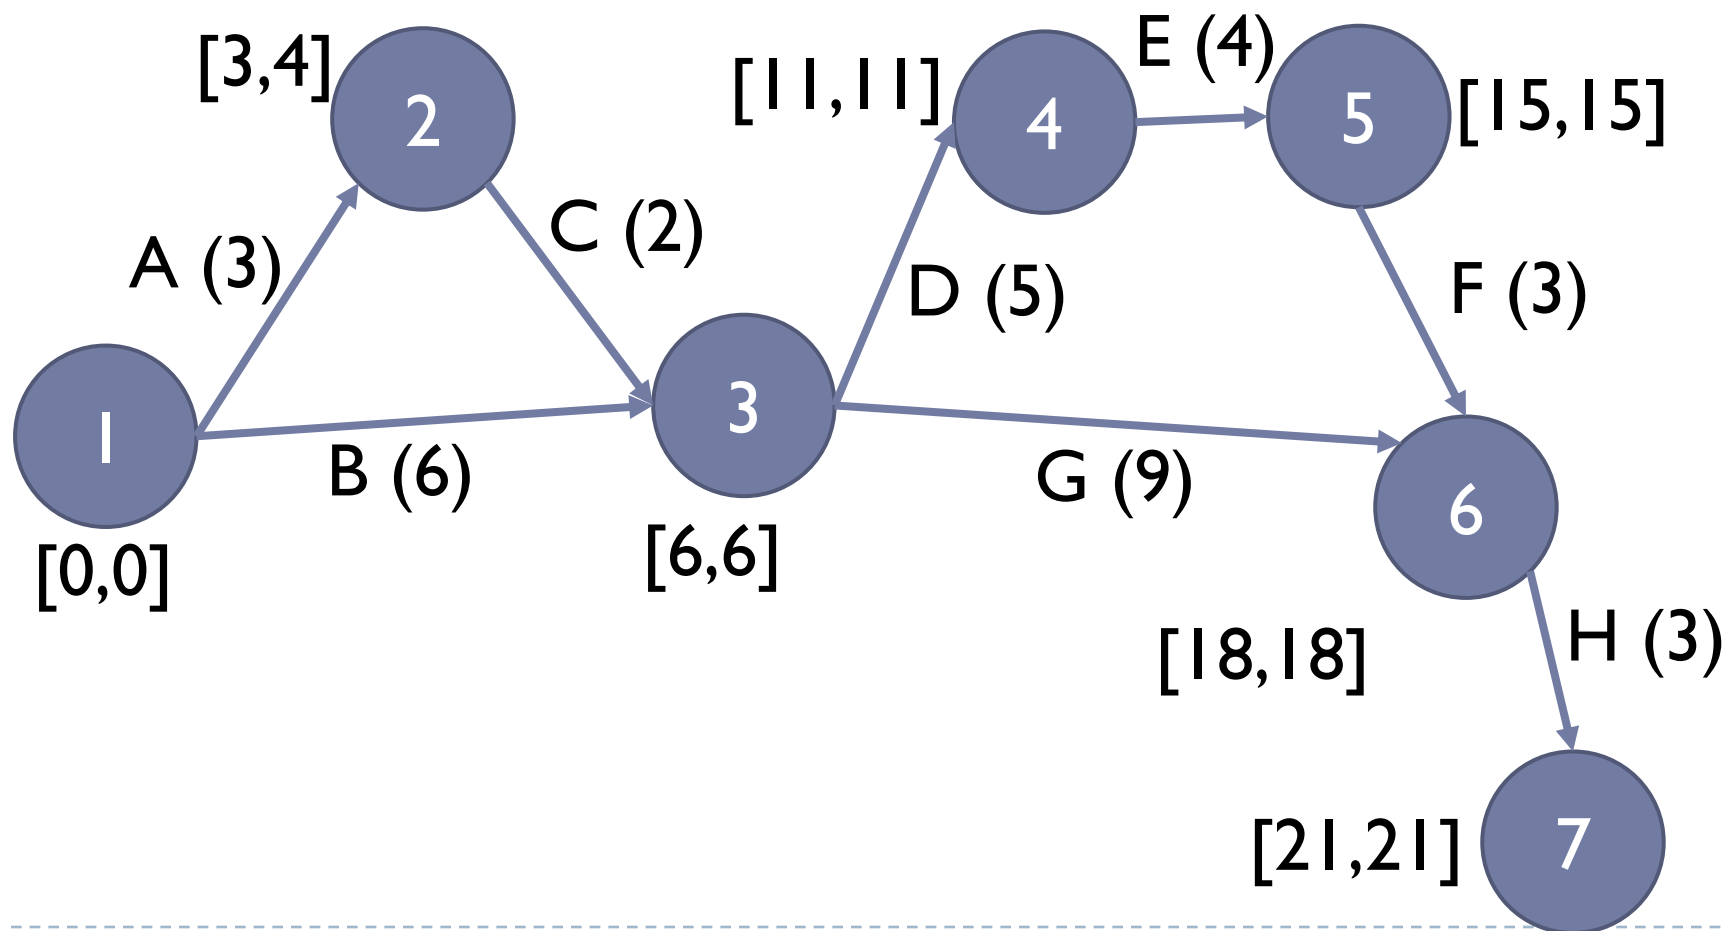 [3,4]
2
[11,11]
4
E (4)
5
[15,15]
A (3)
C (2)
D (5)
F (3)
1
[0,0]
B (6)
3
[6,6]
G (9)
6
[18,18]
H (3)
[21,21]
7